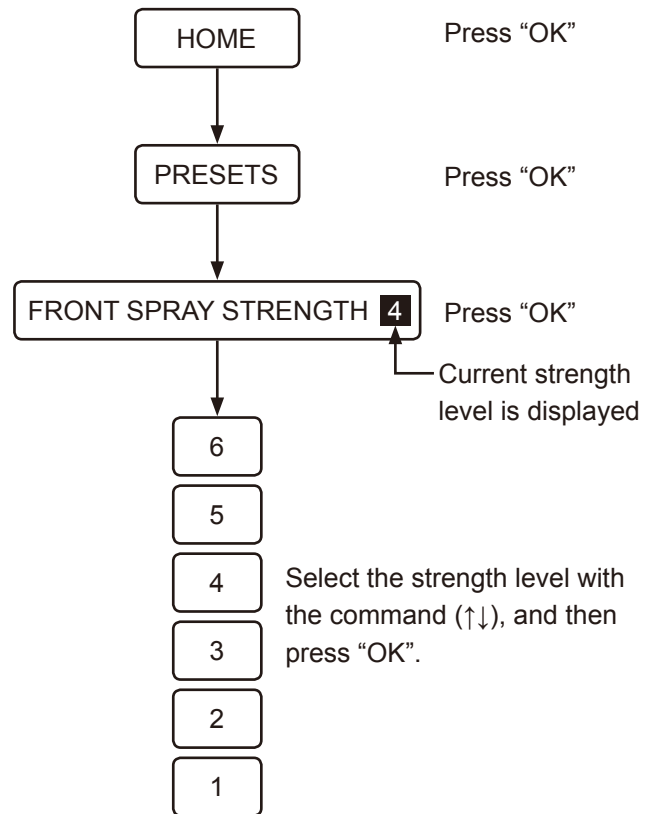 HOME
Press “OK”
PRESETS
Press “OK”
FRONT SPRAY STRENGTH 4
Press “OK”
Current strength
level is displayed
6
5
4
Select the strength level with
the command (↑↓), and then
press “OK”.
3
2
1